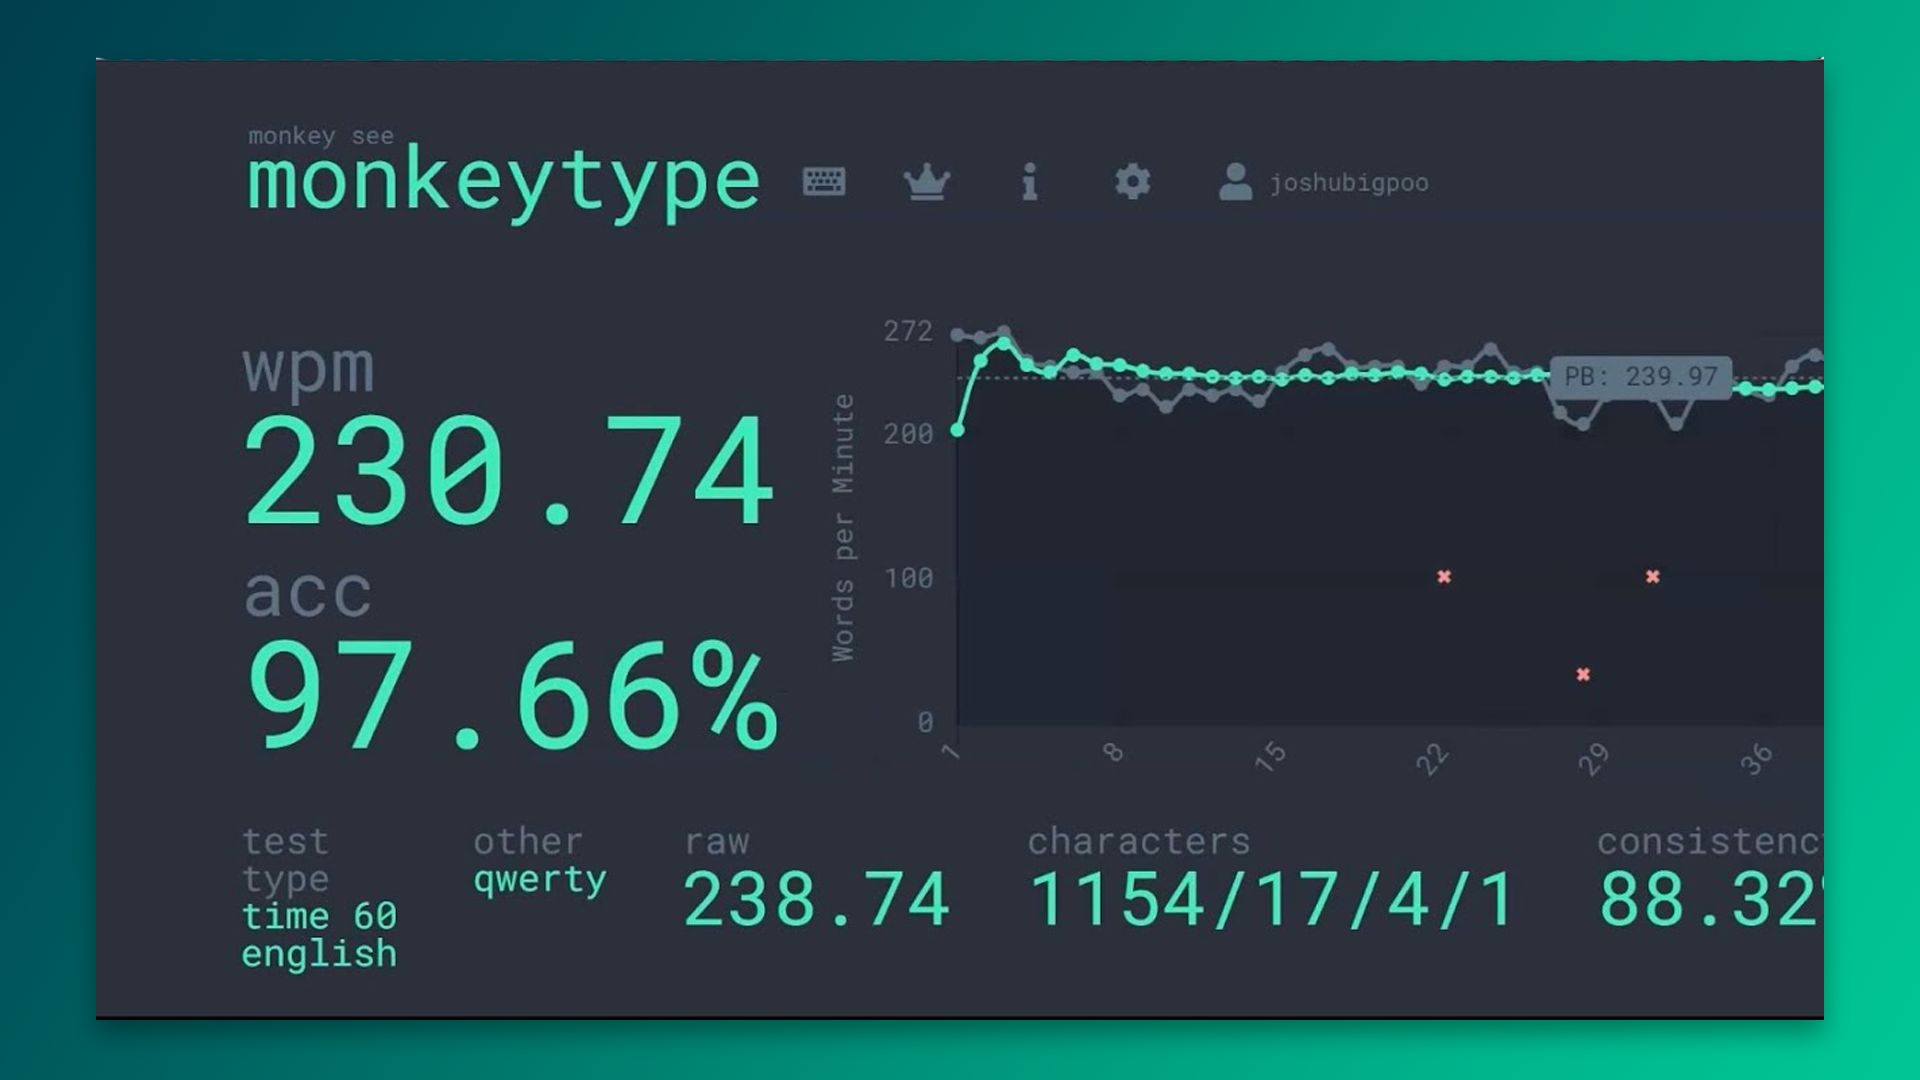 monkey see
monkeytype
joshubigpoo
wpm
230.74
acc
97.66%
Words per Minute
272
200
100
0
PB: 239.97
1 8 15 22 29 36
test type
time 60
english
other
qwerty
raw
238.74
characters
1154/17/4/1
consistenc
88.32